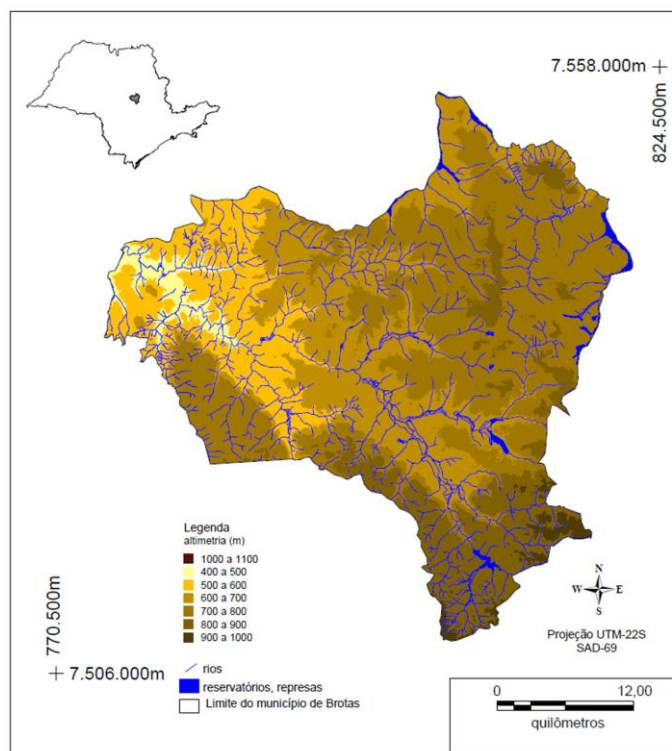 7.558.000m
824.500m
Legenda
altimetria (m)
1000 a 1100
400 a 500
500 a 600
600 a 700
700 a 800
800 a 900
900 a 1000
rios
reservatórios, represas
Limite do município de Brotas
770.500m
7.506.000m
N
W E
S
Projeção UTM-22S
SAD-69
0 12,00
quilômetros